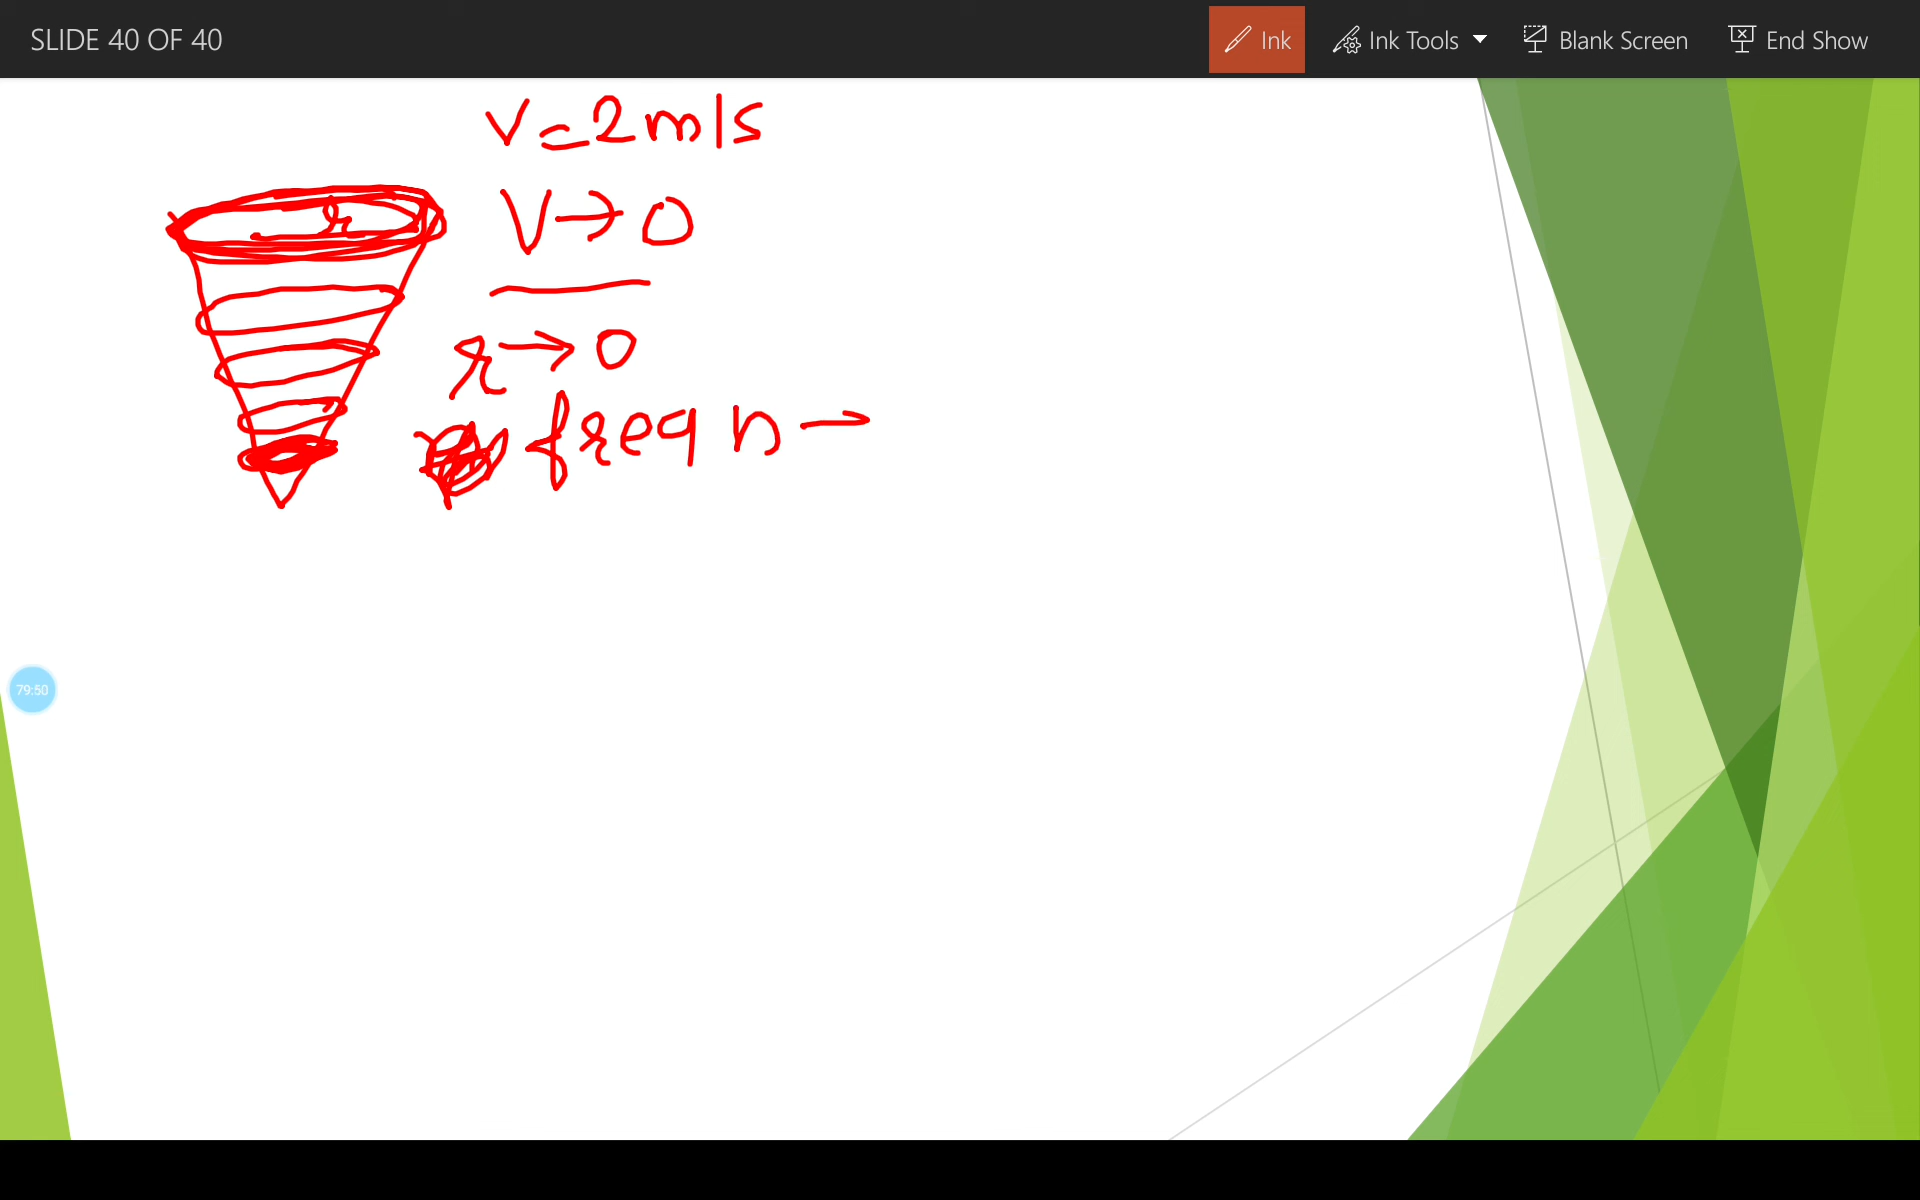 SLIDE 40 OF 40
Ink
Ink Tools
Blank Screen
End Show
v=2m/s
r
V→0
r→0
freq n→
79:50